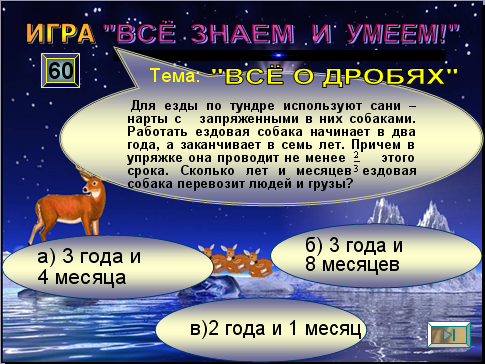 ИГРА "ВСЁ ЗНАЕМ И УМЕЕМ!"
60
Тема: "ВСЁ О ДРОБЯХ"
Для езды по тундре используют сани –
нарты с запряженными в них собаками.
Работать ездовая собака начинает в два
года, а заканчивает в семь лет. Причем в
упряжке она проводит не менее 2/3 этого
срока. Сколько лет и месяцев ездовая
собака перевозит людей и грузы?
а) 3 года и
4 месяца
б) 3 года и
8 месяцев
в)2 года и 1 месяц